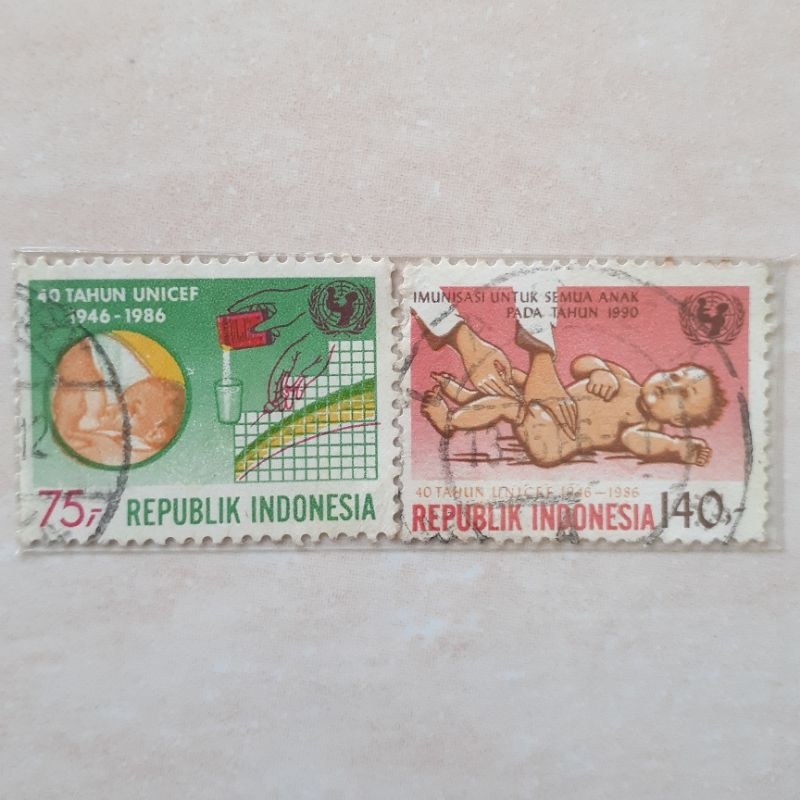 40 TAHUN UNICEF
1946 - 1986
75,-
REPUBLIK INDONESIA
IMUNISASI UNTUK SEMUA ANAK
PADA TAHUN 1990
40 TAHUN UNICEF 1946 - 1986
REPUBLIK INDONESIA 140,-